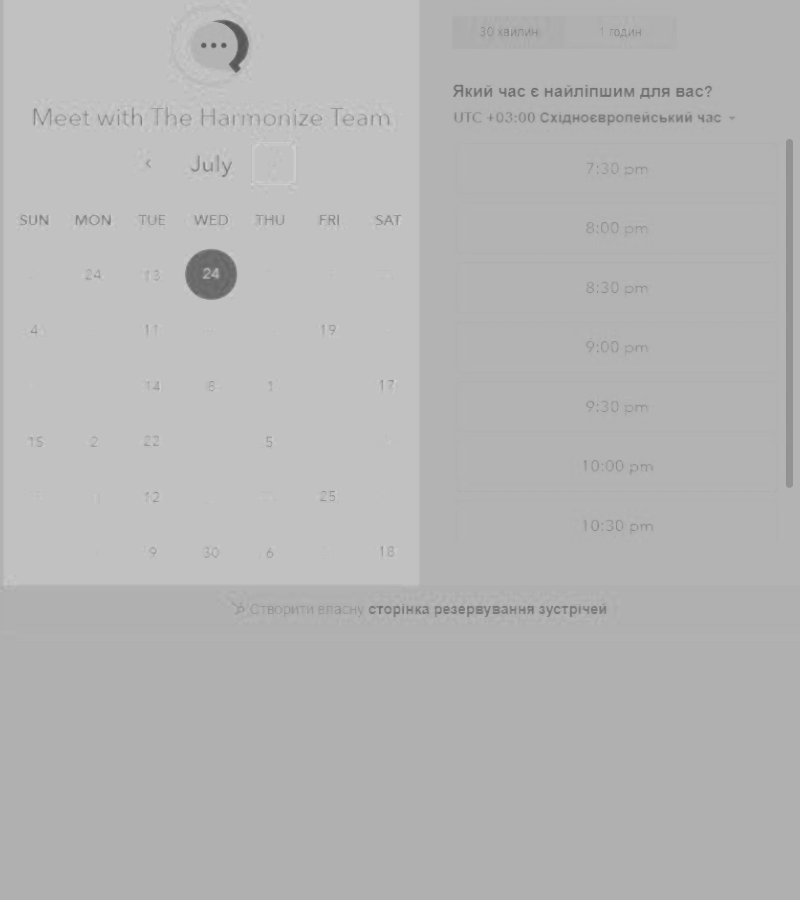 Meet with The Harmonize Team
July
SUN MON TUE WED THU FRI SAT
24 13 24
4 11 19
14 8 1 17
15 2 22 5
12 25
9 30 6 18
30 хвилин 1 годин
Який час є найліпшим для вас?
UTC +03:00 Східноєвропейський час
7:30 pm
8:00 pm
8:30 pm
9:00 pm
9:30 pm
10:00 pm
10:30 pm
Створити власну сторінка резервування зустрічей